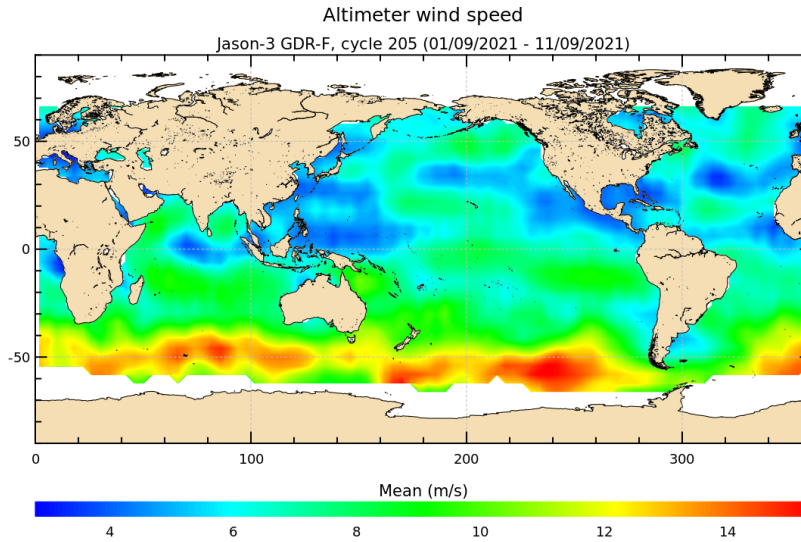 Altimeter wind speed
Jason-3 GDR-F, cycle 205 (01/09/2021 - 11/09/2021)
50
0
-50
0 100 200 300
Mean (m/s)
4 6 8 10 12 14